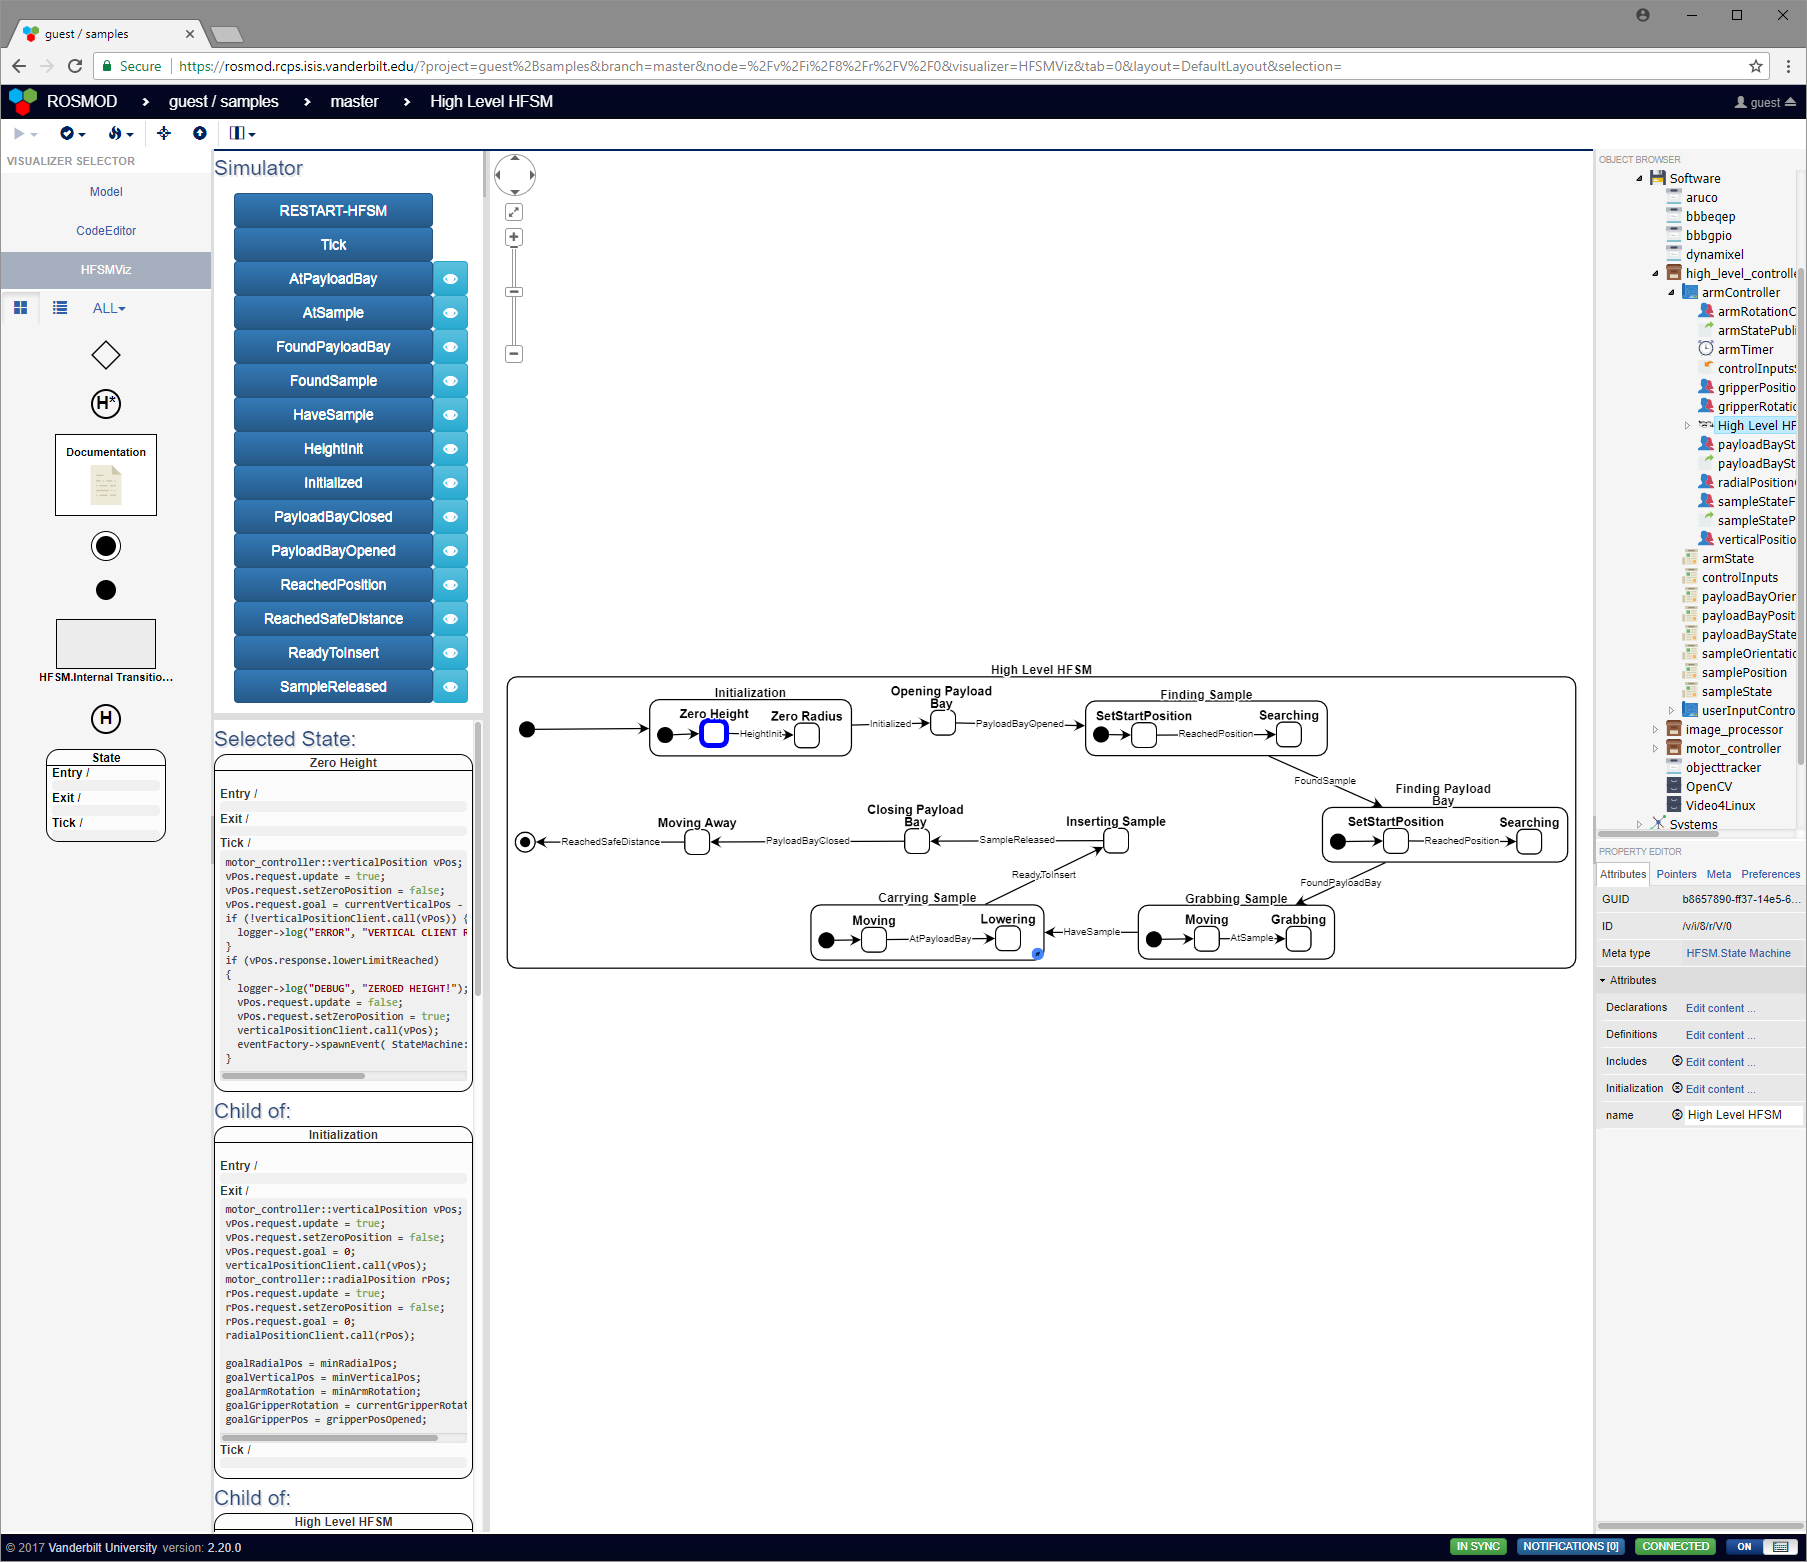 guest / samples
Secure
https://rosmod.rcps.isis.vanderbilt.edu/?project=guest%2Bsamples&branch=master&node=%2Fv%2Fi%2F8%2Fr%2FV%2F0&visualizer=HFSMViz&tab=0&layout=DefaultLayout&selection=
ROSMOD
guest / samples
master
High Level HFSM
guest
VISUALIZER SELECTOR
Model
CodeEditor
HFSMViz
ALL
H*
Documentation
HFSM.Internal Transitio...
H
State
Entry /
Exit /
Tick /
Simulator
RESTART-HFSM
Tick
AtPayloadBay
AtSample
FoundPayloadBay
FoundSample
HaveSample
HeightInit
Initialized
PayloadBayClosed
PayloadBayOpened
ReachedPosition
ReachedSafeDistance
ReadyToInsert
SampleReleased
Selected State:
Zero Height
Entry /
Exit /
Tick /
motor_controller::verticalPosition vPos;
vPos.request.update = true;
vPos.request.setZeroPosition = false;
vPos.request.goal = currentVerticalPos -
if (!verticalPositionClient.call(vPos)) {
logger->log("ERROR", "VERTICAL CLIENT R
}
if (vPos.response.lowerLimitReached)
{
logger->log("DEBUG", "ZEROED HEIGHT!");
vPos.request.update = false;
vPos.request.setZeroPosition = true;
verticalPositionClient.call(vPos);
eventFactory->spawnEvent( StateMachine:
}
Child of:
Initialization
Entry /
Exit /
motor_controller::verticalPosition vPos;
vPos.request.update = true;
vPos.request.setZeroPosition = false;
vPos.request.goal = 0;
verticalPositionClient.call(vPos);
motor_controller::radialPosition rPos;
rPos.request.update = true;
rPos.request.setZeroPosition = false;
rPos.request.goal = 0;
radialPositionClient.call(rPos);
goalRadialPos = minRadialPos;
goalVerticalPos = minVerticalPos;
goalArmRotation = minArmRotation;
goalGripperRotation = currentGripperRotat
goalGripperPos = gripperPosOpened;
Tick /
Child of:
High Level HFSM
High Level HFSM
Initialization
Zero Height
HeightInit
Zero Radius
Initialized
Opening Payload
Bay
PayloadBayOpened
Finding Sample
SetStartPosition
ReachedPosition
Searching
FoundSample
Finding Payload
Bay
SetStartPosition
ReachedPosition
Searching
FoundPayloadBay
Grabbing Sample
Moving
AtSample
Grabbing
HaveSample
Carrying Sample
Moving
AtPayloadBay
Lowering
ReadyToInsert
Inserting Sample
SampleReleased
Closing Payload
Bay
PayloadBayClosed
Moving Away
ReachedSafeDistance
OBJECT BROWSER
Software
aruco
bbbeqep
bbbgpio
dynamixel
high_level_controlle
armController
armRotationC
armStatePubli
armTimer
controlInputsS
gripperPositio
gripperRotatio
High Level HF
payloadBaySt
payloadBaySt
radialPosition
sampleStateF
sampleStateP
verticalPositio
armState
controlInputs
payloadBayOrien
payloadBayPositi
payloadBayState
sampleOrientatio
samplePosition
sampleState
userInputContro
image_processor
motor_controller
objecttracker
OpenCV
Video4Linux
Systems
PROPERTY EDITOR
Attributes
Pointers
Meta
Preferences
GUID
b8657890-ff37-14e5-6...
ID
/v/i/8/r/V/0
Meta type
HFSM.State Machine
Attributes
Declarations
Edit content ...
Definitions
Edit content ...
Includes
Edit content ...
Initialization
Edit content ...
name
High Level HFSM
© 2017 Vanderbilt University version: 2.20.0
IN SYNC
NOTIFICATIONS [0]
CONNECTED
ON